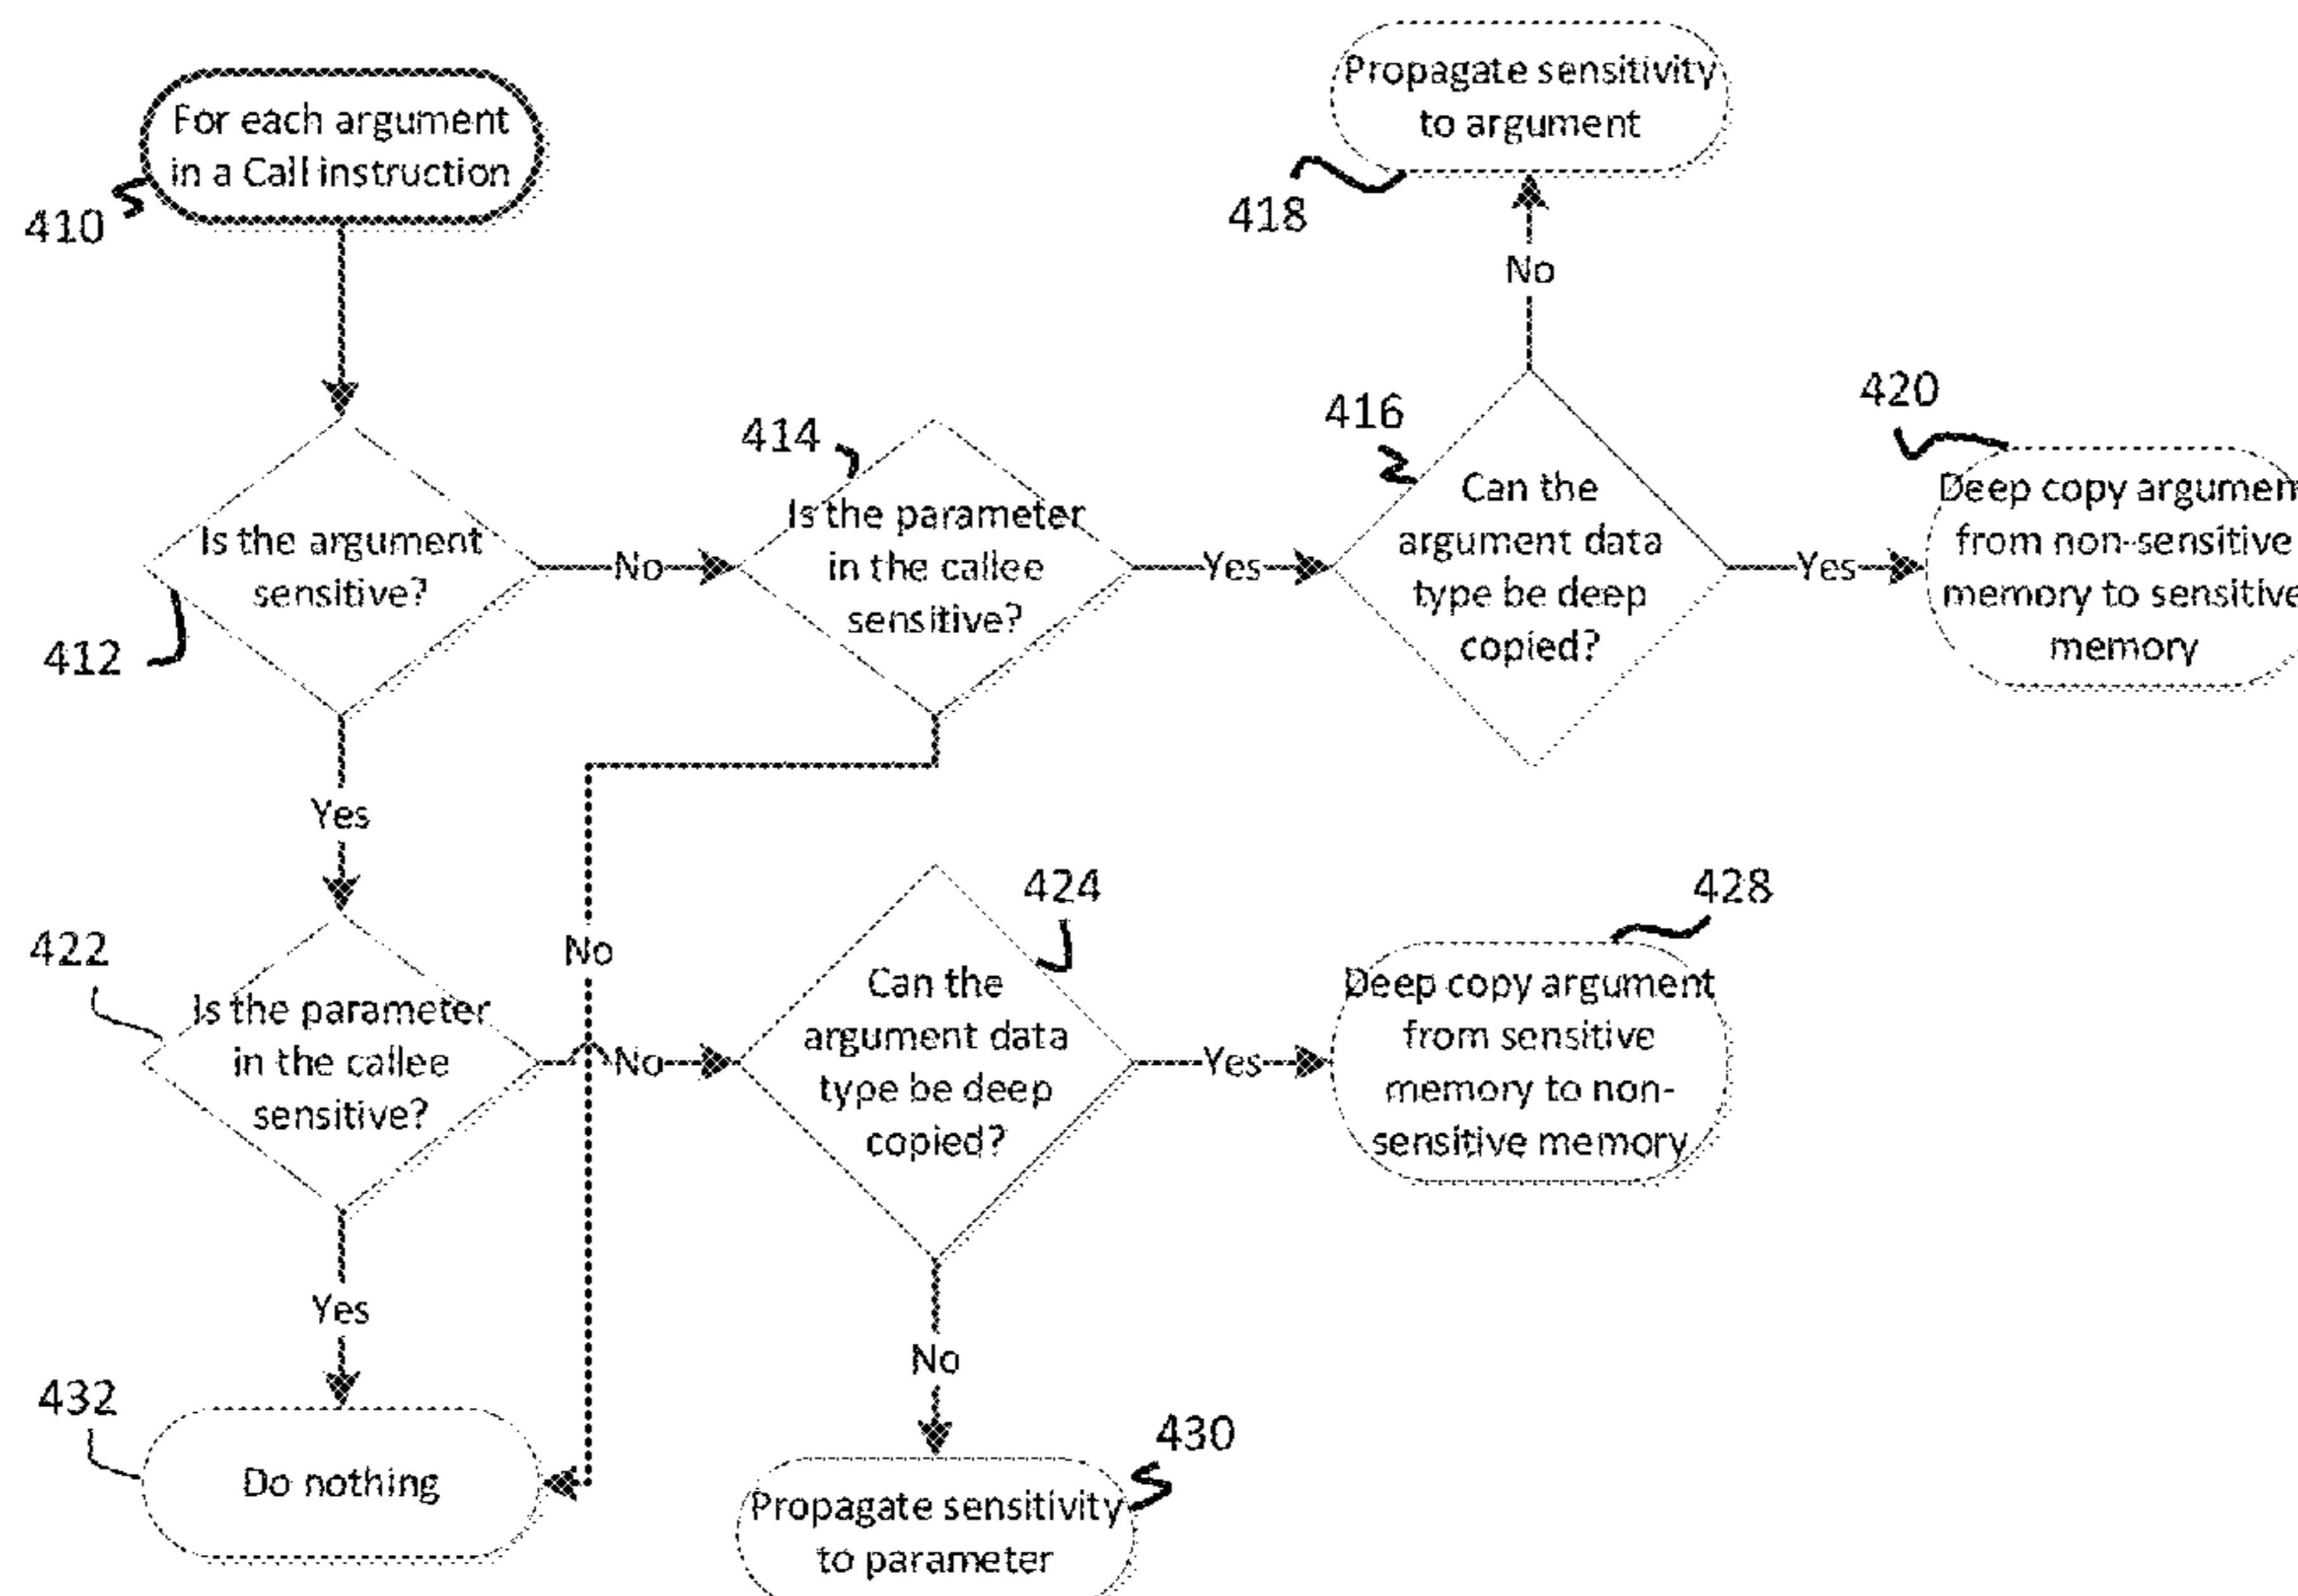 For each argument
in a Call instruction
410
Propagate sensitivity
to argument
418
No
Is the argument
sensitive?
412
No
414
Is the parameter
in the callee
sensitive?
Yes
416
Can the
argument data
type be deep
copied?
Yes
420
Deep copy argument
from non-sensitive
memory to sensitive
memory
Yes
No
422
Is the parameter
in the callee
sensitive?
No
424
Can the
argument data
type be deep
copied?
Yes
428
Deep copy argument
from sensitive
memory to non-
sensitive memory
Yes
No
432
Do nothing
430
Propagate sensitivity
to parameter